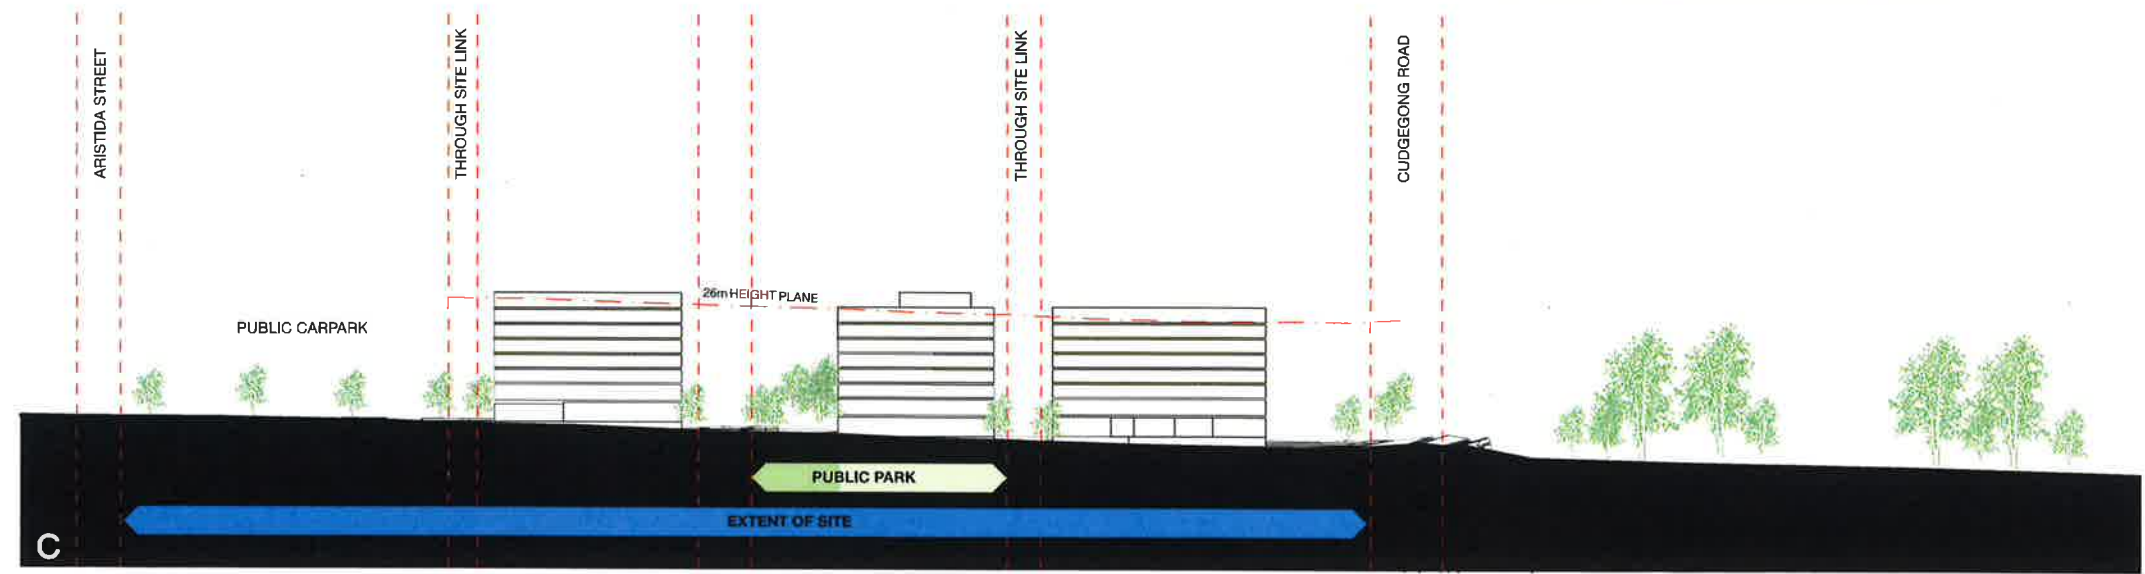 ARISTIDA STREET
THROUGH SITE LINK
THROUGH SITE LINK
CUDGEGONG ROAD
26m HEIGHT PLANE
PUBLIC CARPARK
PUBLIC PARK
EXTENT OF SITE
C